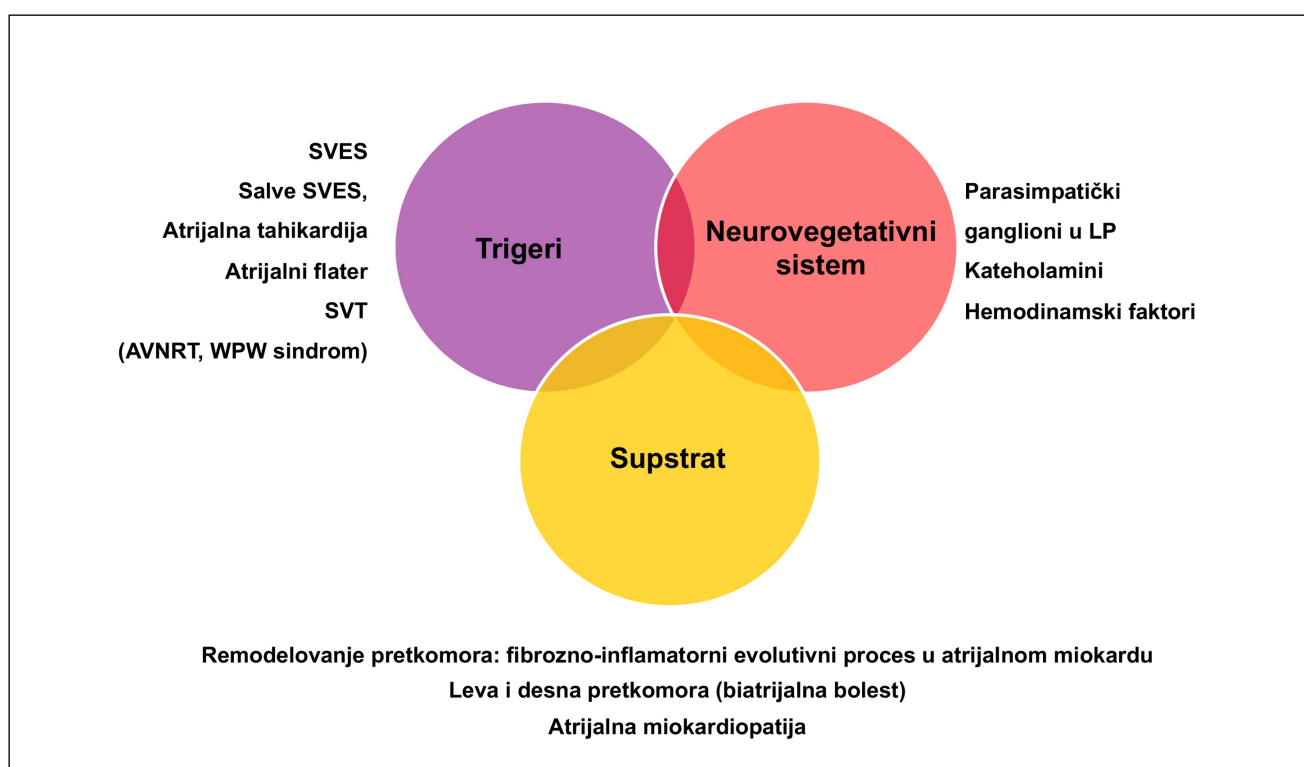 SVES
Salve SVES,
Atrijalna tahikardija
Atrijalni flater
SVT
(AVNRT, WPW sindrom)
Trigeri
Neurovegetativni
sistem
Parasimpatički
ganglioni u LP
Kateholamini
Hemodinamski faktori
Supstrat
Remodelovanje pretkomora: fibrozno-inflamatorni evolutivni proces u atrijalnom miokardu
Leva i desna pretkomora (biatrijalna bolest)
Atrijalna miokardiopatija